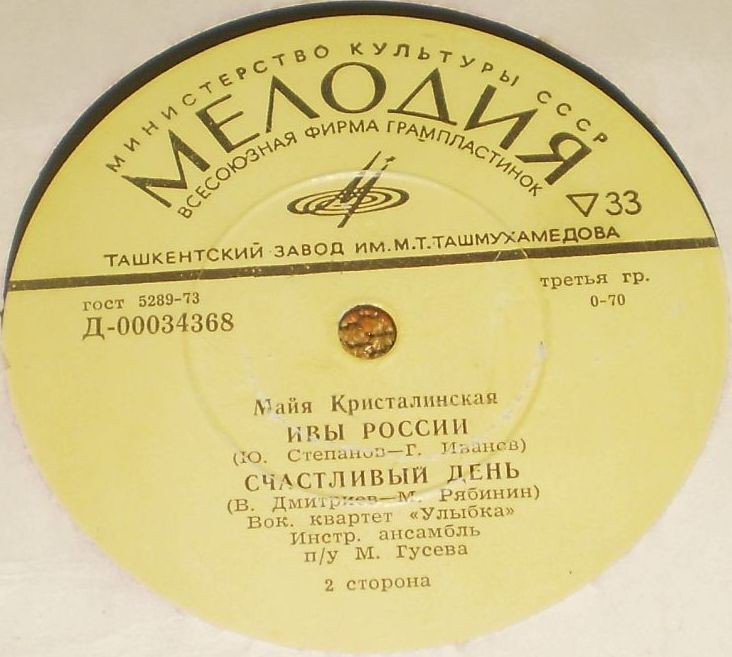 МИНИСТЕРСТВО КУЛЬТУРЫ СССР
МЕЛОДИЯ
ВСЕСОЮЗНАЯ ФИРМА ГРАМПЛАСТИНОК
▽33
ТАШКЕНТСКИЙ ЗАВОД ИМ. М.Т. ТАШМУХАМЕДОВА
гост 5289-73
Д-00034368
третья гр.
0-70
Майя Кристалинская
ИВЫ РОССИИ
(Ю. Степанов—Г. Иванов)
СЧАСТЛИВЫЙ ДЕНЬ
(В. Дмитриев—М. Рябинин)
Вок. квартет «Улыбка»
Инстр. ансамбль
п/у М. Гусева
2 сторона